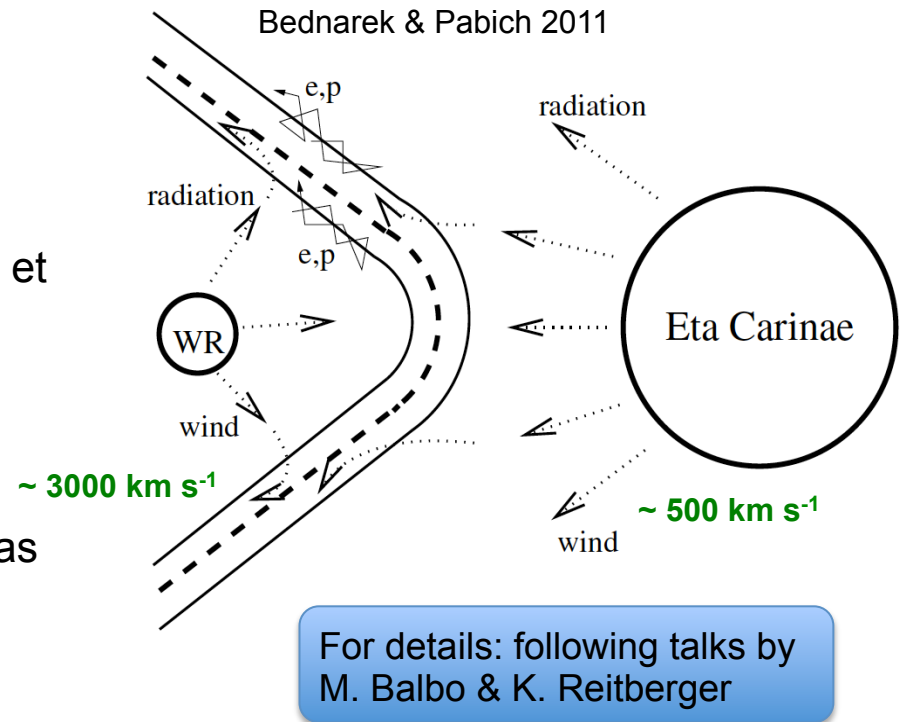 Bednarek & Pabich 2011
e,p
radiation
radiation
e,p
et
WR
Eta Carinae
wind
~ 3000 km s-1
~ 500 km s-1
wind
as
For details: following talks by
M. Balbo & K. Reitberger